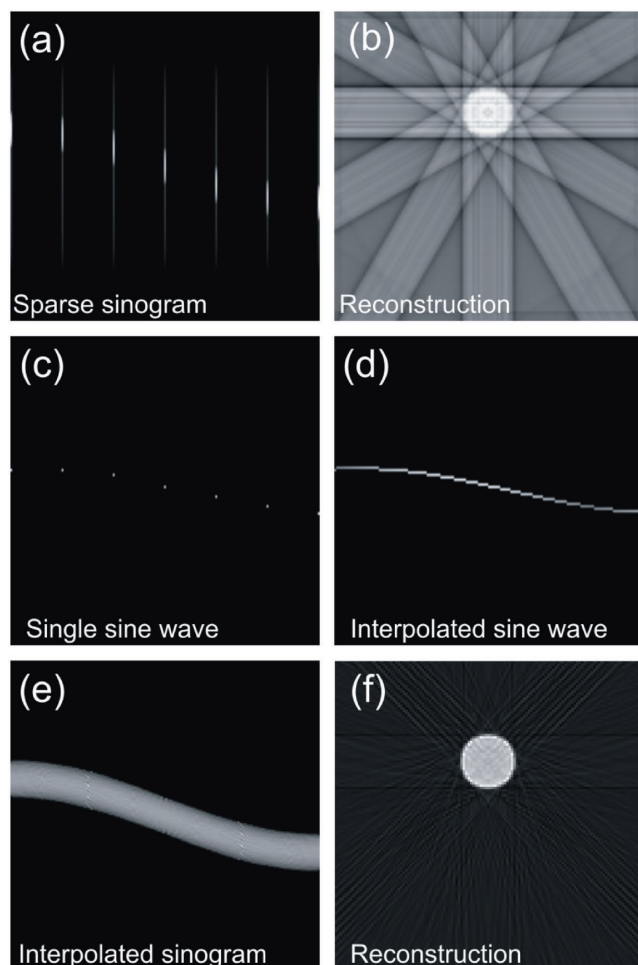 (a)
Sparse sinogram
(b)
Reconstruction
(c)
Single sine wave
(d)
Interpolated sine wave
(e)
Interpolated sinogram
(f)
Reconstruction